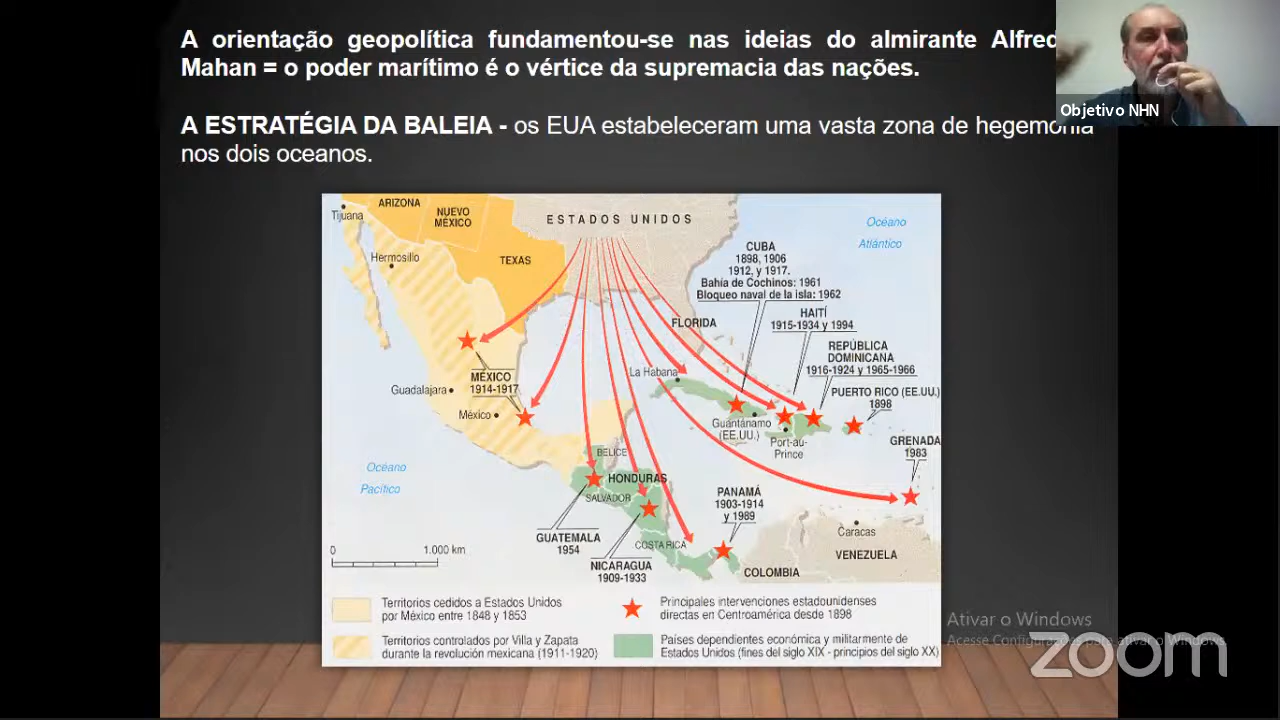 A orientação geopolítica fundamentou-se nas ideias do almirante Alfred
Mahan = o poder marítimo é o vértice da supremacia das nações.
Objetivo NHN
A ESTRATÉGIA DA BALEIA - os EUA estabeleceram uma vasta zona de hegemonia
nos dois oceanos.
Tijuana
ARIZONA
NUEVO
MÉXICO
ESTADOS UNIDOS
Océano
Atlántico
Hermosillo
TEXAS
CUBA
1898, 1906
1912, y 1917.
Bahía de Cochinos: 1961
Bloqueo naval de la isla: 1962
FLORIDA
HAITÍ
1915-1934 y 1994
REPÚBLICA
DOMINICANA
1916-1924 y 1965-1966
La Habana
MÉXICO
1914-1917
Guadalajara
México
PUERTO RICO (EE.UU.)
1898
Guantánamo
(EE.UU.)
Port-au-
Prince
GRENADA
1983
BELICE
Océano
Pacífico
HONDURAS
SALVADOR
PANAMÁ
1903-1914
y 1989
GUATEMALA
1954
COSTA RICA
NICARAGUA
1909-1933
Caracas
VENEZUELA
COLOMBIA
0 1.000 km
Territorios cedidos a Estados Unidos
por México entre 1848 y 1853
Principales intervenciones estadounidenses
directas en Centroamérica desde 1898
Territorios controlados por Villa y Zapata
durante la revolución mexicana (1911-1920)
Países dependientes económica y militarmente de
Estados Unidos (fines del siglo XIX - principios del siglo XX)
Ativar o Windows
Acesse Configurações para ativar o Windows.
zoom